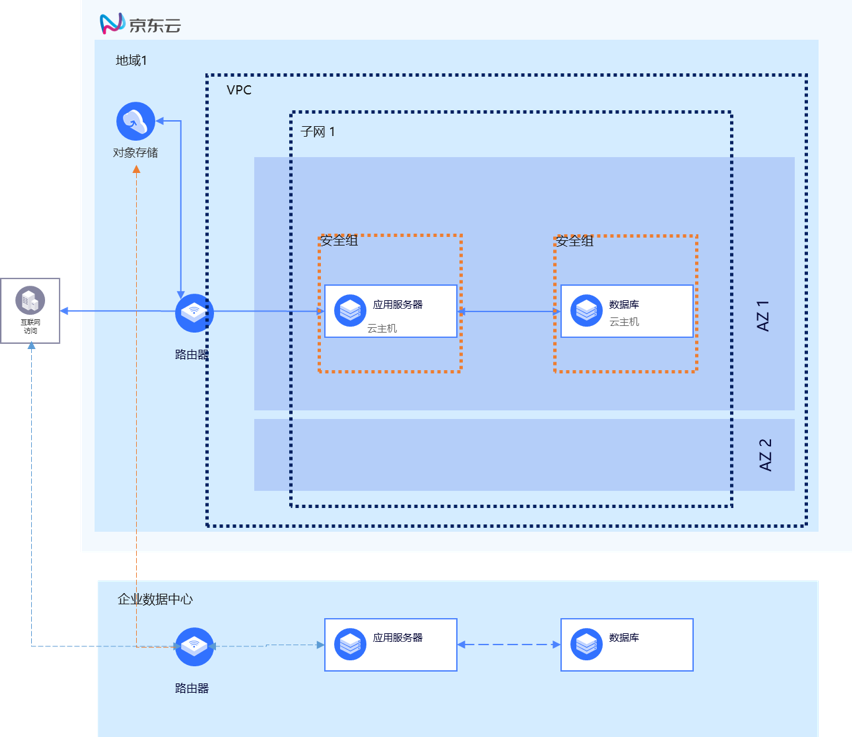 京东云
地域1
VPC
子网 1
对象存储
安全组
安全组
互联网
访问
应用服务器
云主机
数据库
云主机
AZ 1
路由器
AZ 2
企业数据中心
应用服务器
数据库
路由器